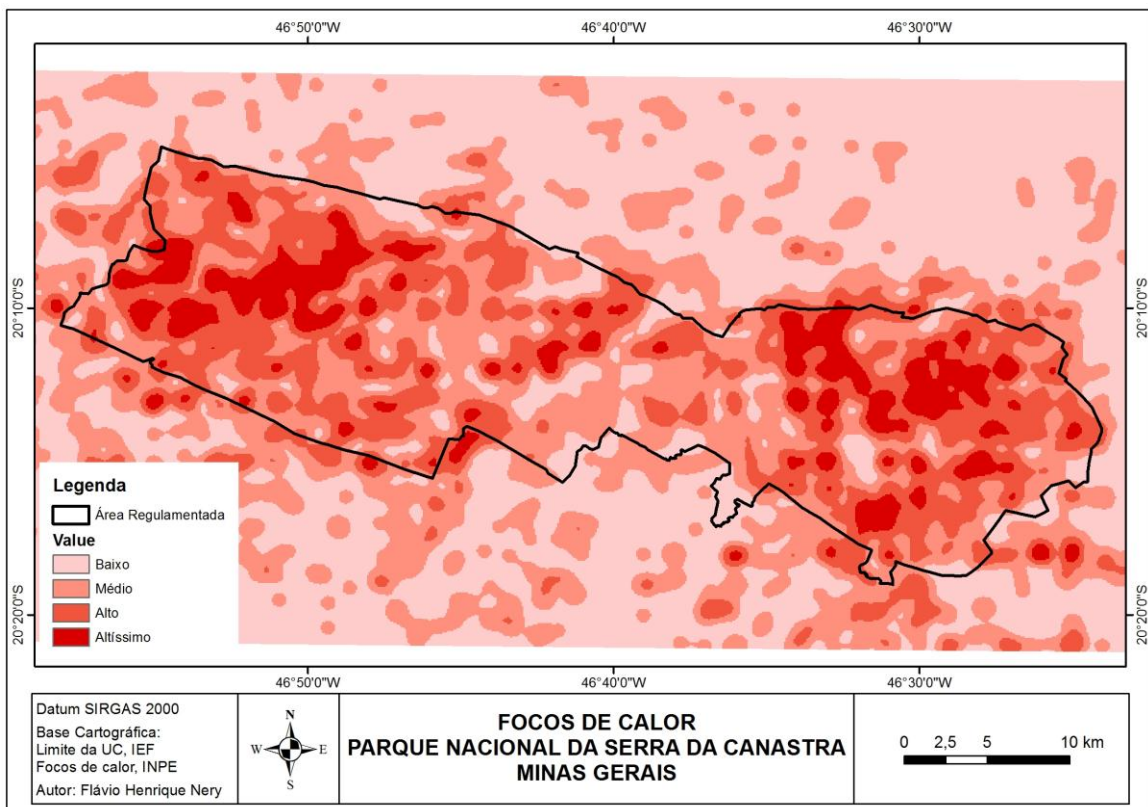 46°50'0"W
46°40'0"W
46°30'0"W
20°10'0"S
20°10'0"S
Legenda
Área Regulamentada
Value
Baixo
Médio
Alto
Altíssimo
20°20'0"S
20°20'0"S
46°50'0"W
46°40'0"W
46°30'0"W
Datum SIRGAS 2000
Base Cartográfica:
Limite da UC, IEF
Focos de calor, INPE
Autor: Flávio Henrique Nery
N
W E
S
FOCOS DE CALOR
PARQUE NACIONAL DA SERRA DA CANASTRA
MINAS GERAIS
0 2,5 5 10 km